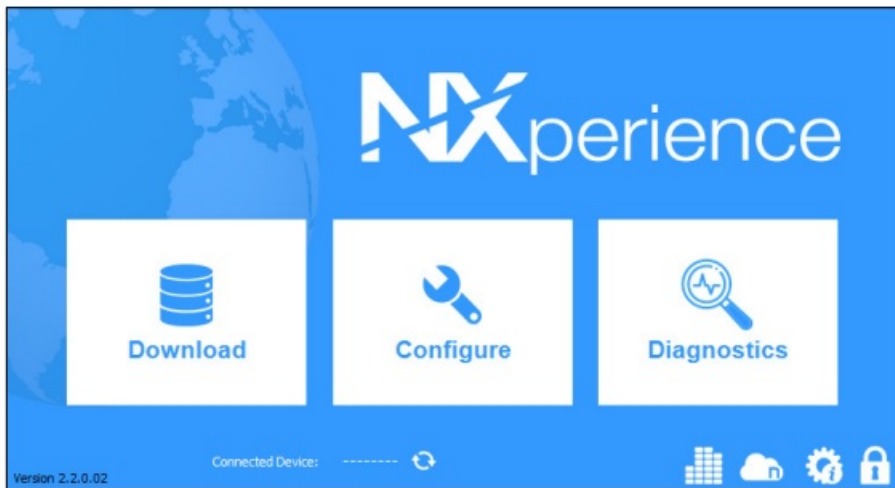 NXperience
Download
Configure
Diagnostics
Connected Device: --------
n
Version 2.2.0.02